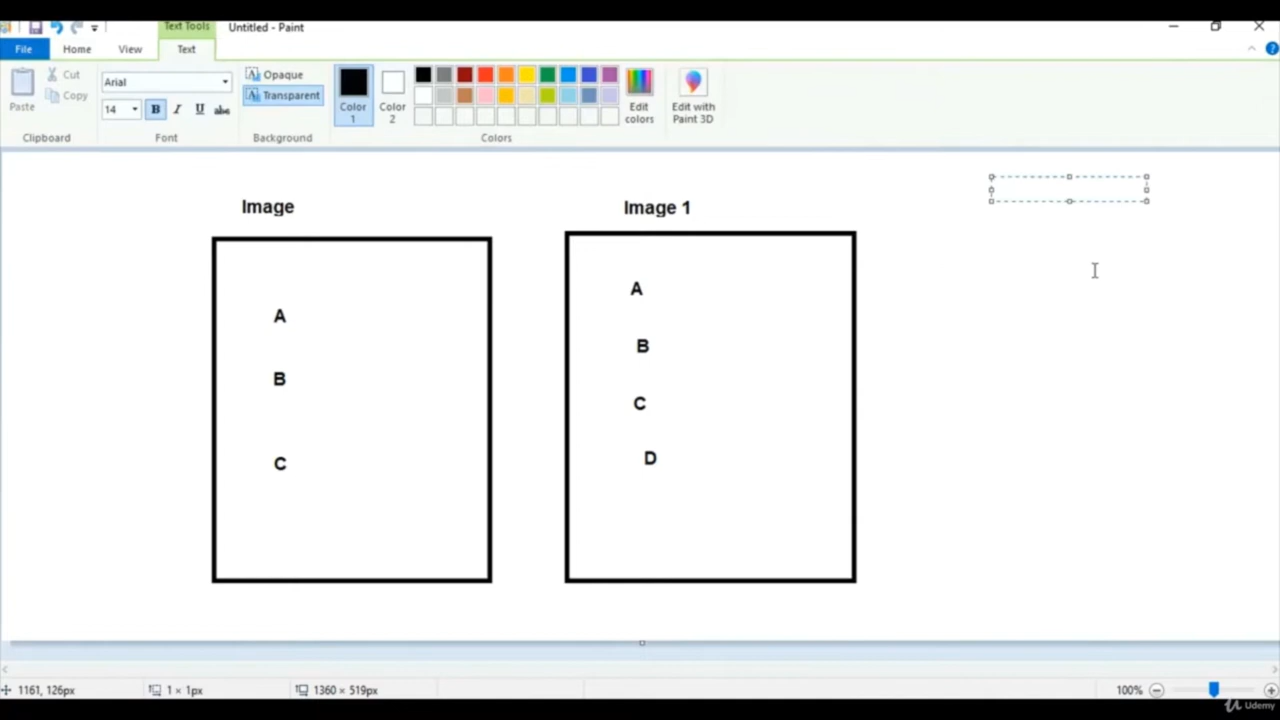 Text Tools
Untitled - Paint
File
Home
View
Text
Paste
Cut
Copy
Clipboard
Arial
14
B
I
U
abc
Font
Opaque
Transparent
Background
Color 1
Color 2
Edit colors
Colors
Edit with Paint 3D
Image
A
B
C
Image 1
A
B
C
D
1161, 126px
1 × 1px
1360 × 519px
100%
Udemy